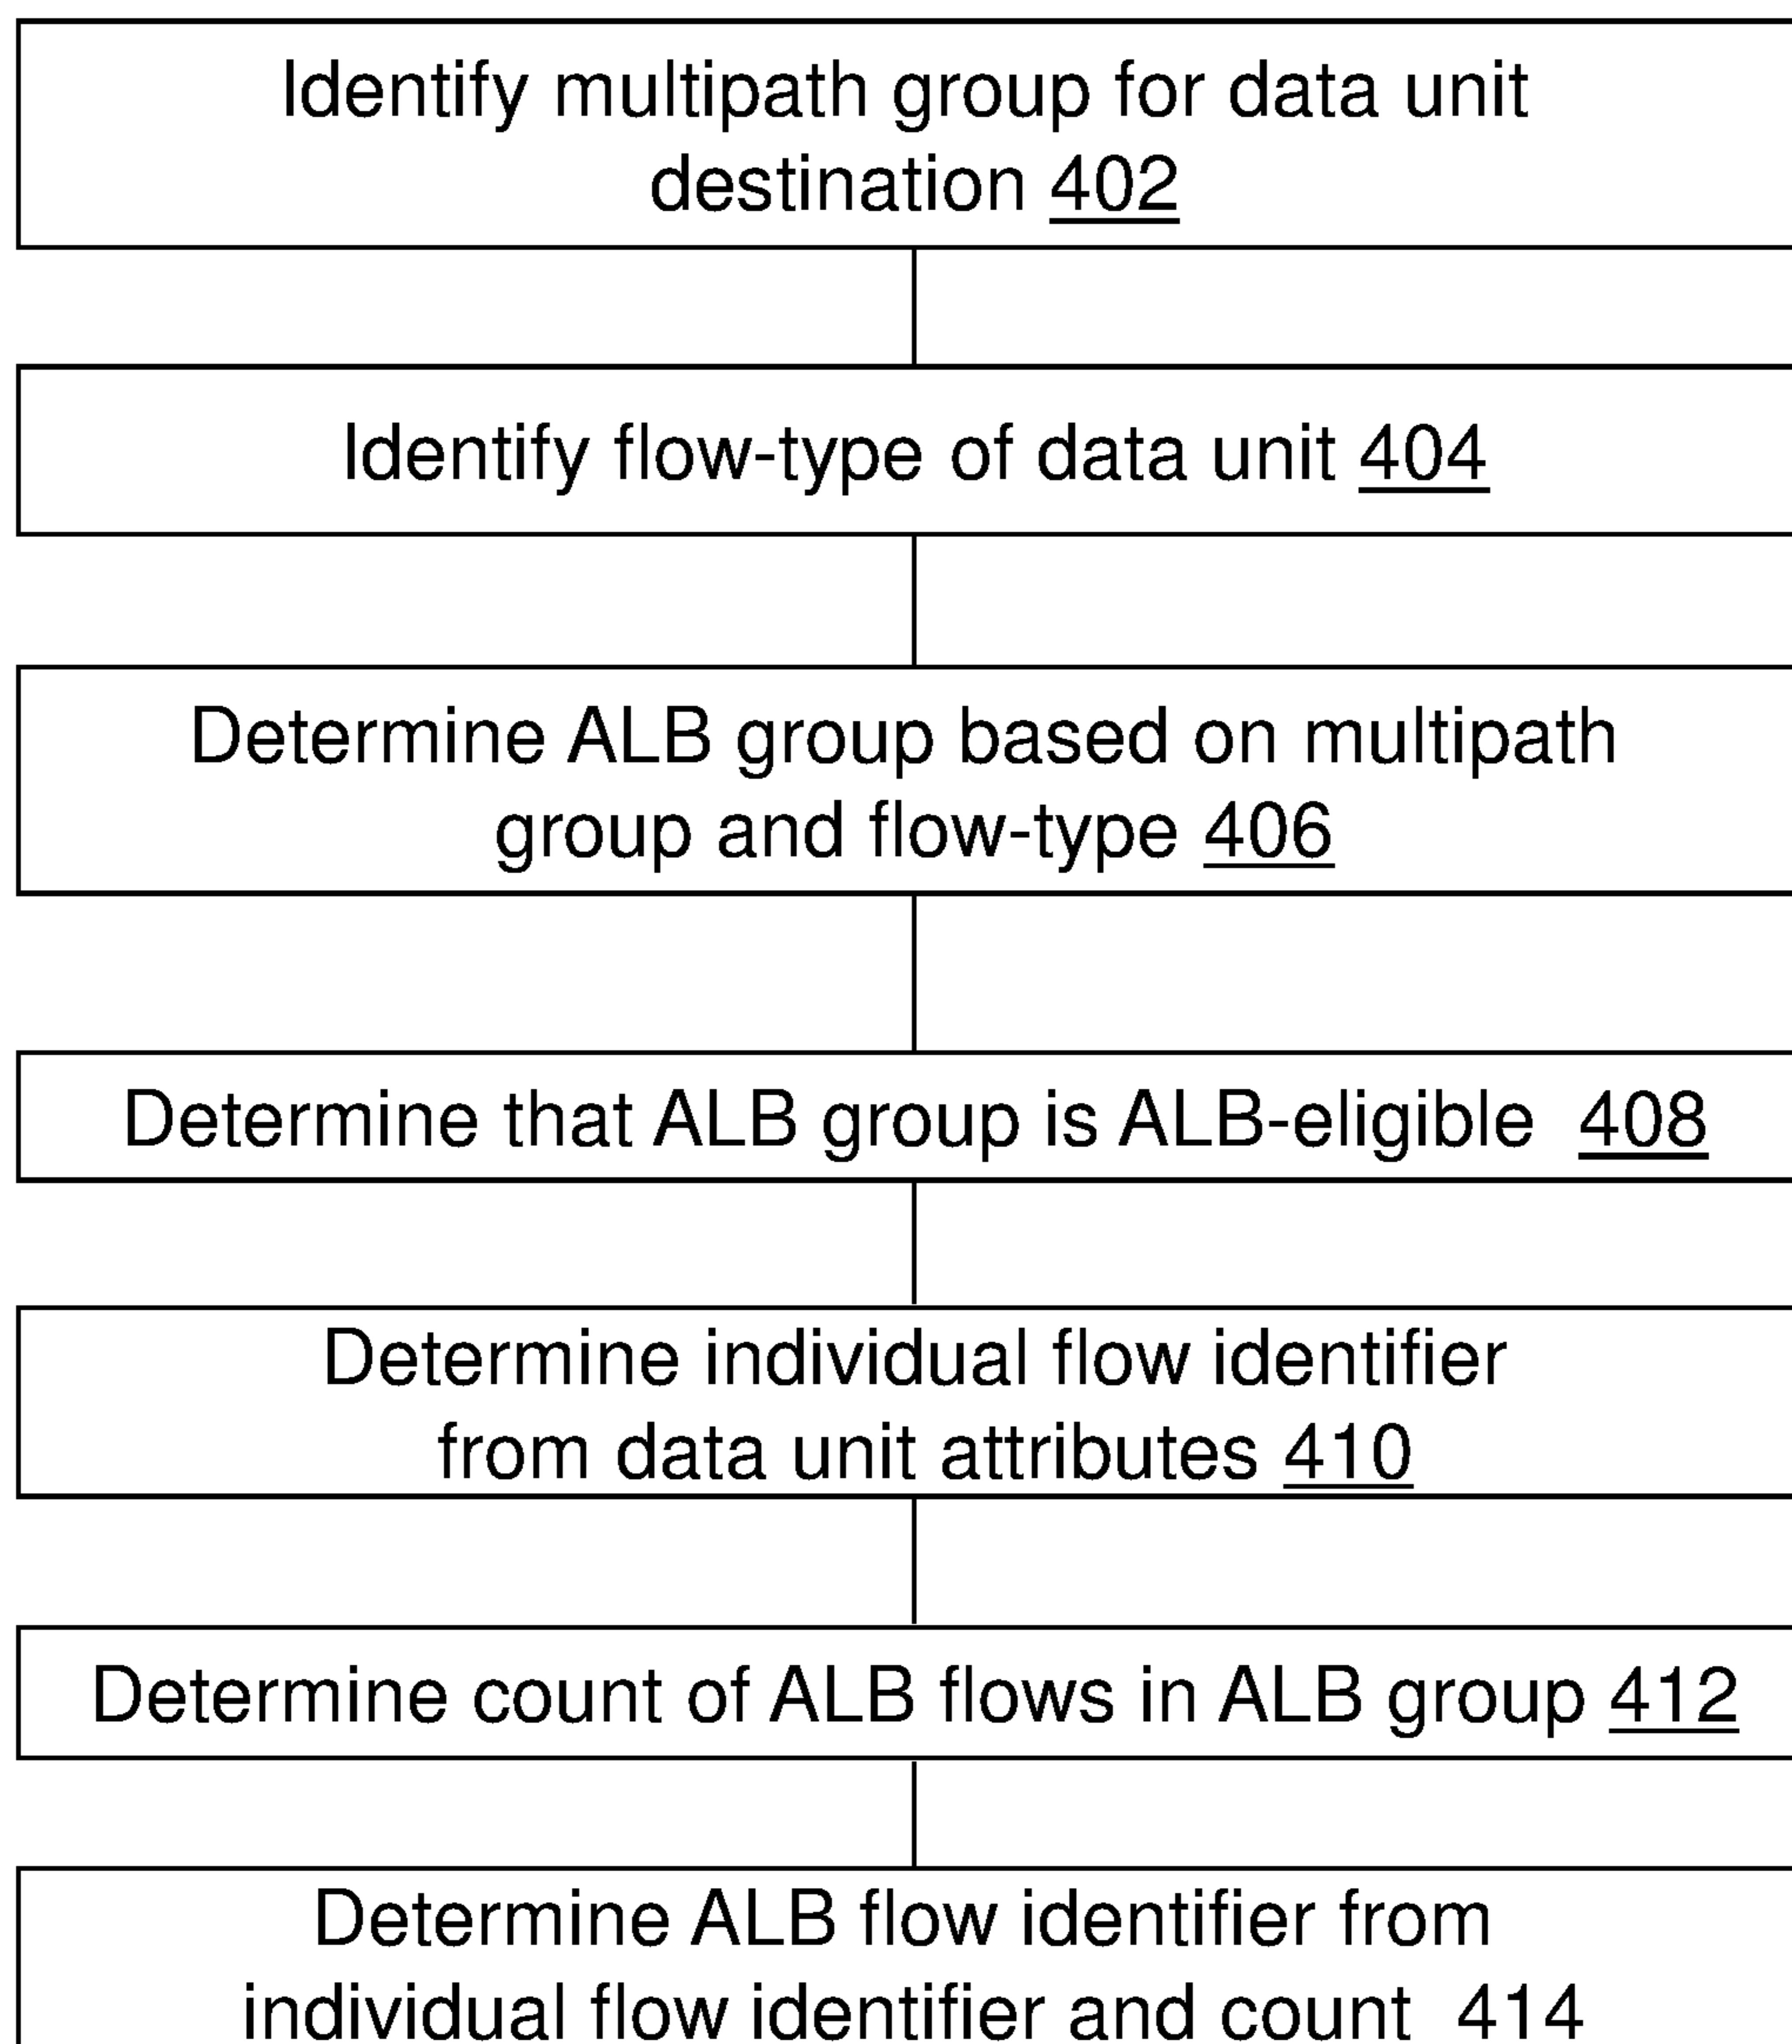 Identify multipath group for data unit
destination 402
Identify flow-type of data unit 404
Determine ALB group based on multipath
group and flow-type 406
Determine that ALB group is ALB-eligible 408
Determine individual flow identifier
from data unit attributes 410
Determine count of ALB flows in ALB group 412
Determine ALB flow identifier from
individual flow identifier and count 414